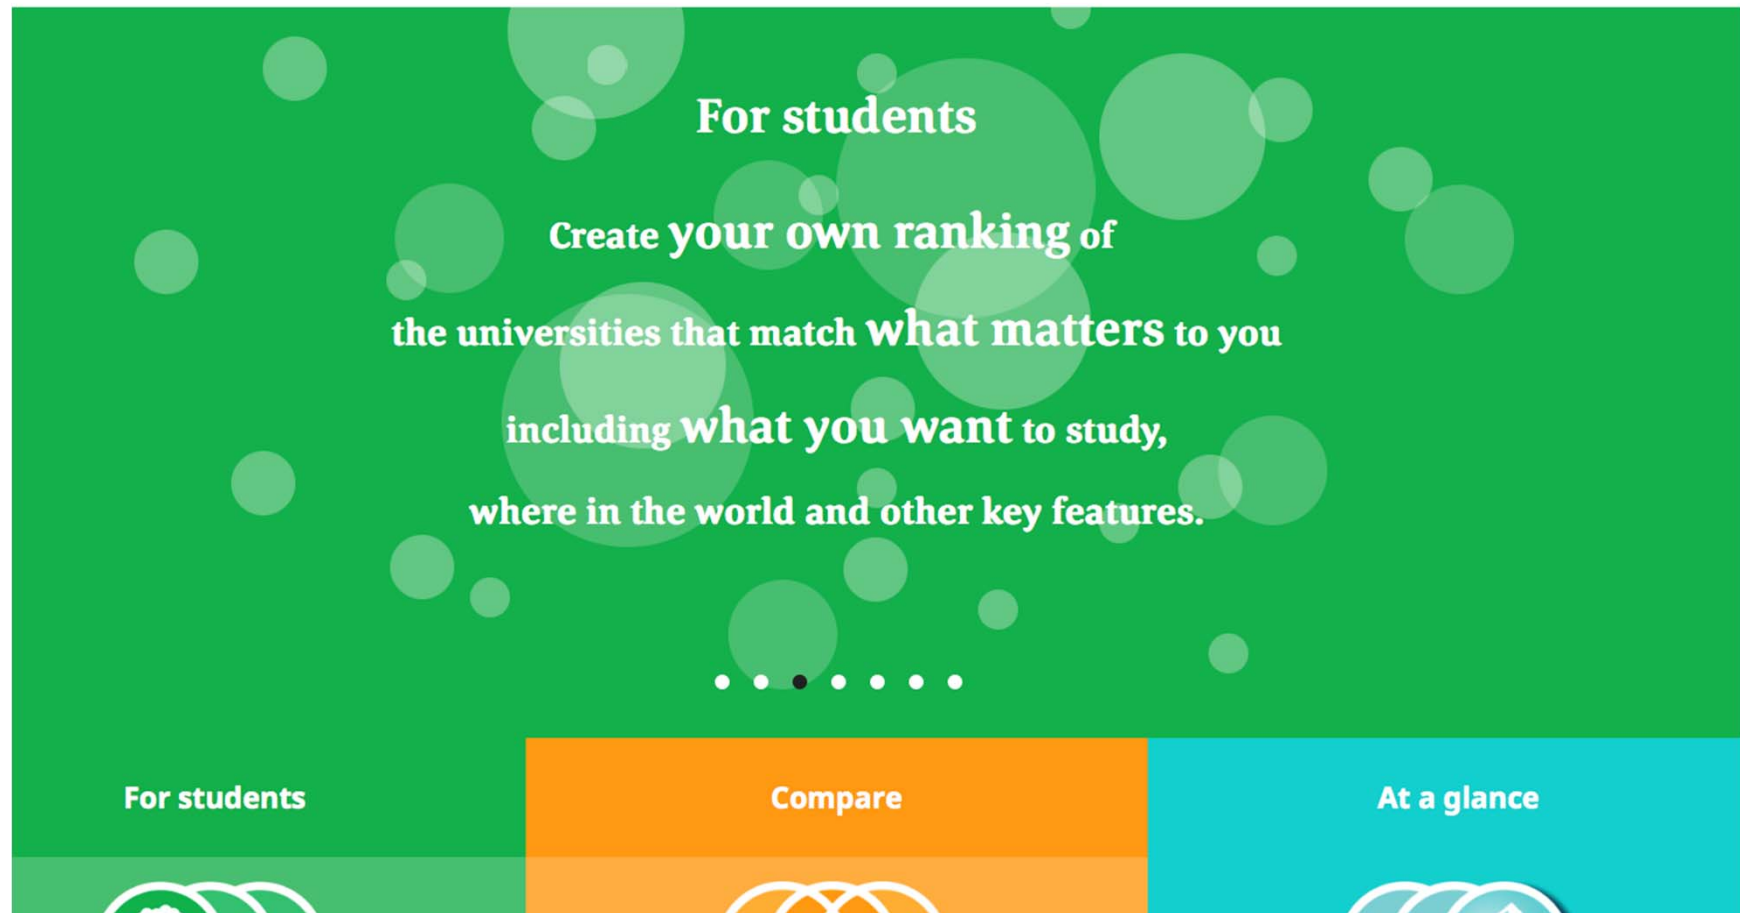 For students
Create your own ranking of
the universities that match what matters to you
including what you want to study,
where in the world and other key features.
For students
Compare
At a glance